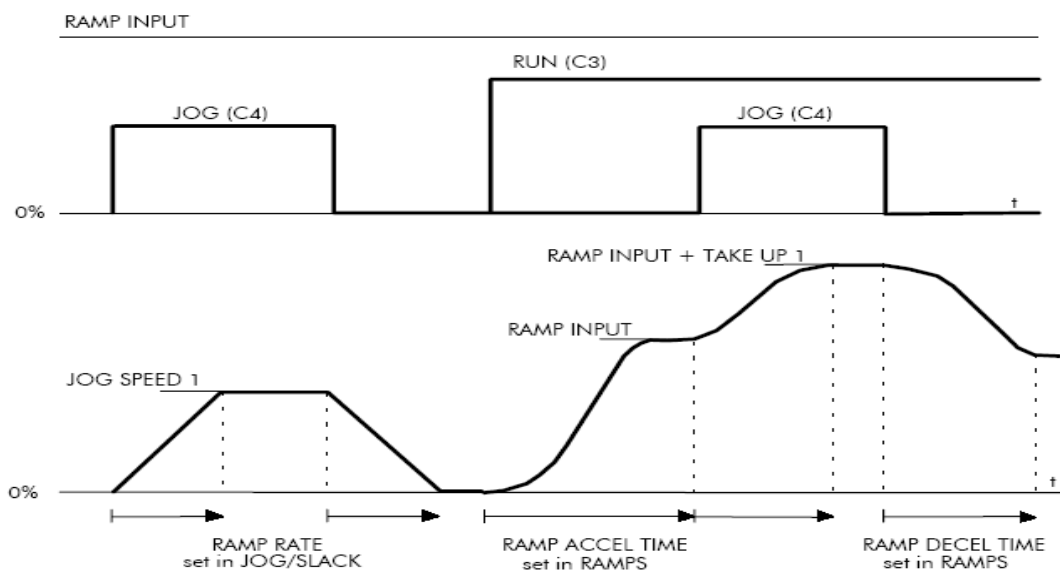 RAMP INPUT
RUN (C3)
JOG (C4)
JOG (C4)
0%
t
RAMP INPUT + TAKE UP 1
RAMP INPUT
JOG SPEED 1
0%
t
RAMP RATE
set in JOG/SLACK
RAMP ACCEL TIME
set in RAMPS
RAMP DECEL TIME
set in RAMPS